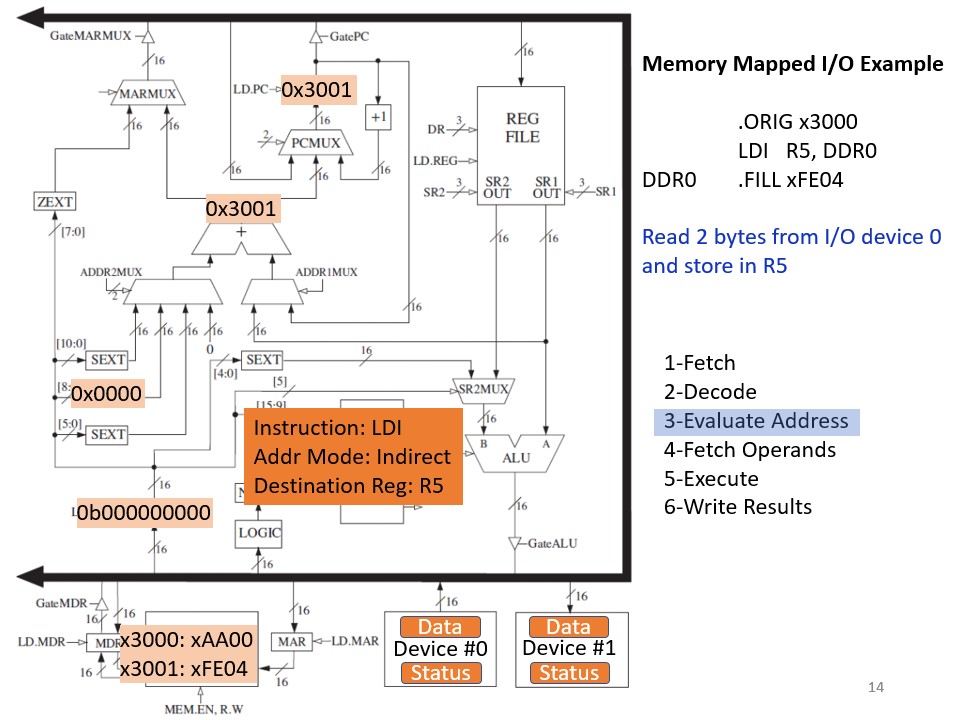 GateMARMUX
GatePC
16
16
16
MARMUX
LD.PC
0x3001
Memory Mapped I/O Example
16
16
16
+1
2
PCMUX
16
16
REG
FILE
DR
3
LD.REG
SR2
3
SR2
OUT
SR1
OUT
3
SR1
.ORIG x3000
LDI R5, DDR0
DDR0 .FILL xFE04
ZEXT
[7:0]
0x3001
+
16
16
Read 2 bytes from I/O device 0
and store in R5
ADDR2MUX
2
ADDR1MUX
16
16
16
16
16
16
0
[10:0]
SEXT
[4:0]
SEXT
16
[8:
0x0000
[5]
SR2MUX
[15:9]
[5:0]
SEXT
16
B
A
ALU
Instruction: LDI
Addr Mode: Indirect
Destination Reg: R5
1-Fetch
2-Decode
3-Evaluate Address
4-Fetch Operands
5-Execute
6-Write Results
16
0b000000000
N
LOGIC
16
16
GateALU
16
16
GateMDR
16
16
16
16
16
LD.MDR
MDR
x3000: xAA00
x3001: xFE04
MAR
LD.MAR
16
16
MEM.EN, R.W
Data
Device #0
Status
Data
Device #1
Status
14